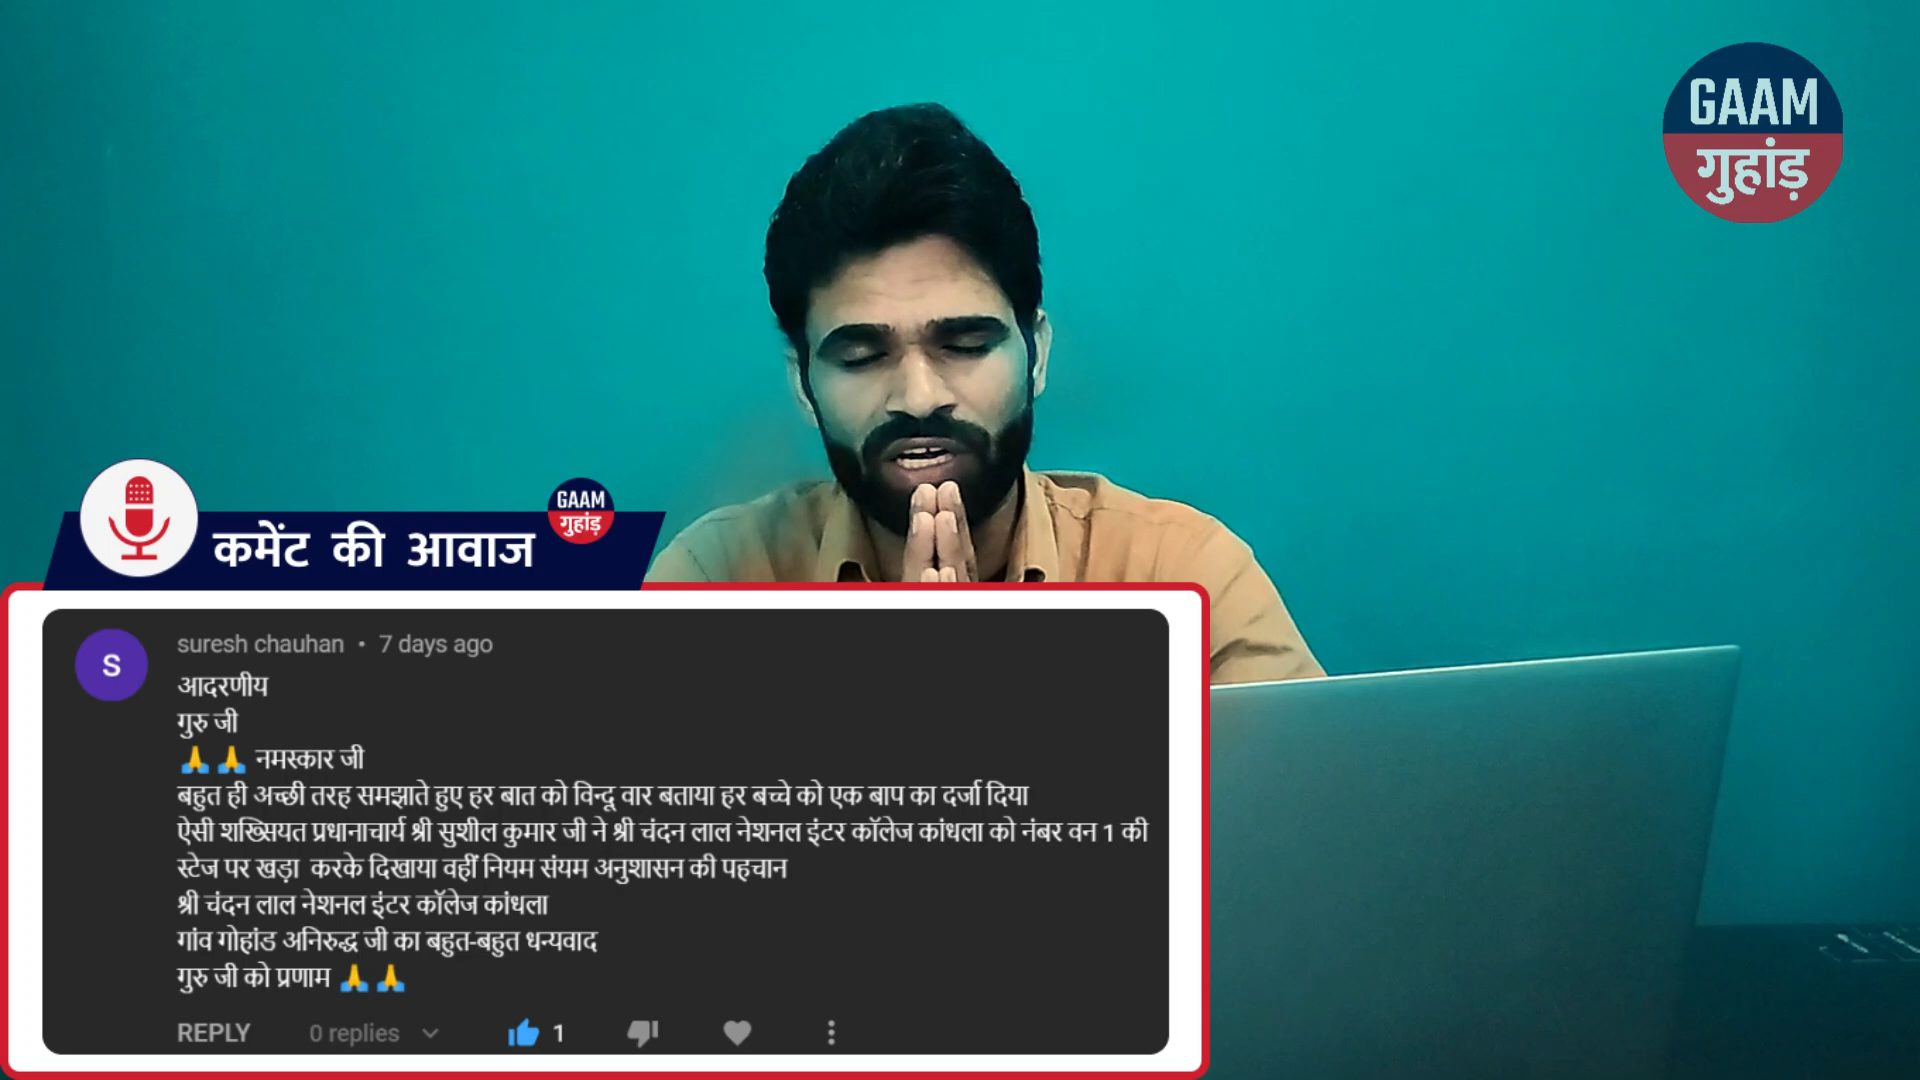 GAAM
गुहांड़
GAAM
गुहांड़
कमेंट की आवाज
S
suresh chauhan • 7 days ago
आदरणीय
गुरु जी
🙏 🙏 नमस्कार जी
बहुत ही अच्छी तरह समझाते हुए हर बात को विन्दू वार बताया हर बच्चे को एक बाप का दर्जा दिया
ऐसी शख्सियत प्रधानाचार्य श्री सुशील कुमार जी ने श्री चंदन लाल नेशनल इंटर कॉलेज कांधला को नंबर वन 1 की
स्टेज पर खड़ा करके दिखाया वहीं नियम संयम अनुशासन की पहचान
श्री चंदन लाल नेशनल इंटर कॉलेज कांधला
गांव गोहांड अनिरुद्ध जी का बहुत-बहुत धन्यवाद
गुरु जी को प्रणाम 🙏 🙏
REPLY 0 replies 1